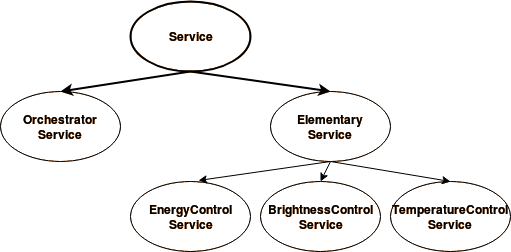 Service
Orchestrator
Service
Elementary
Service
EnergyControl
Service
BrightnessControl
Service
TemperatureControl
Service